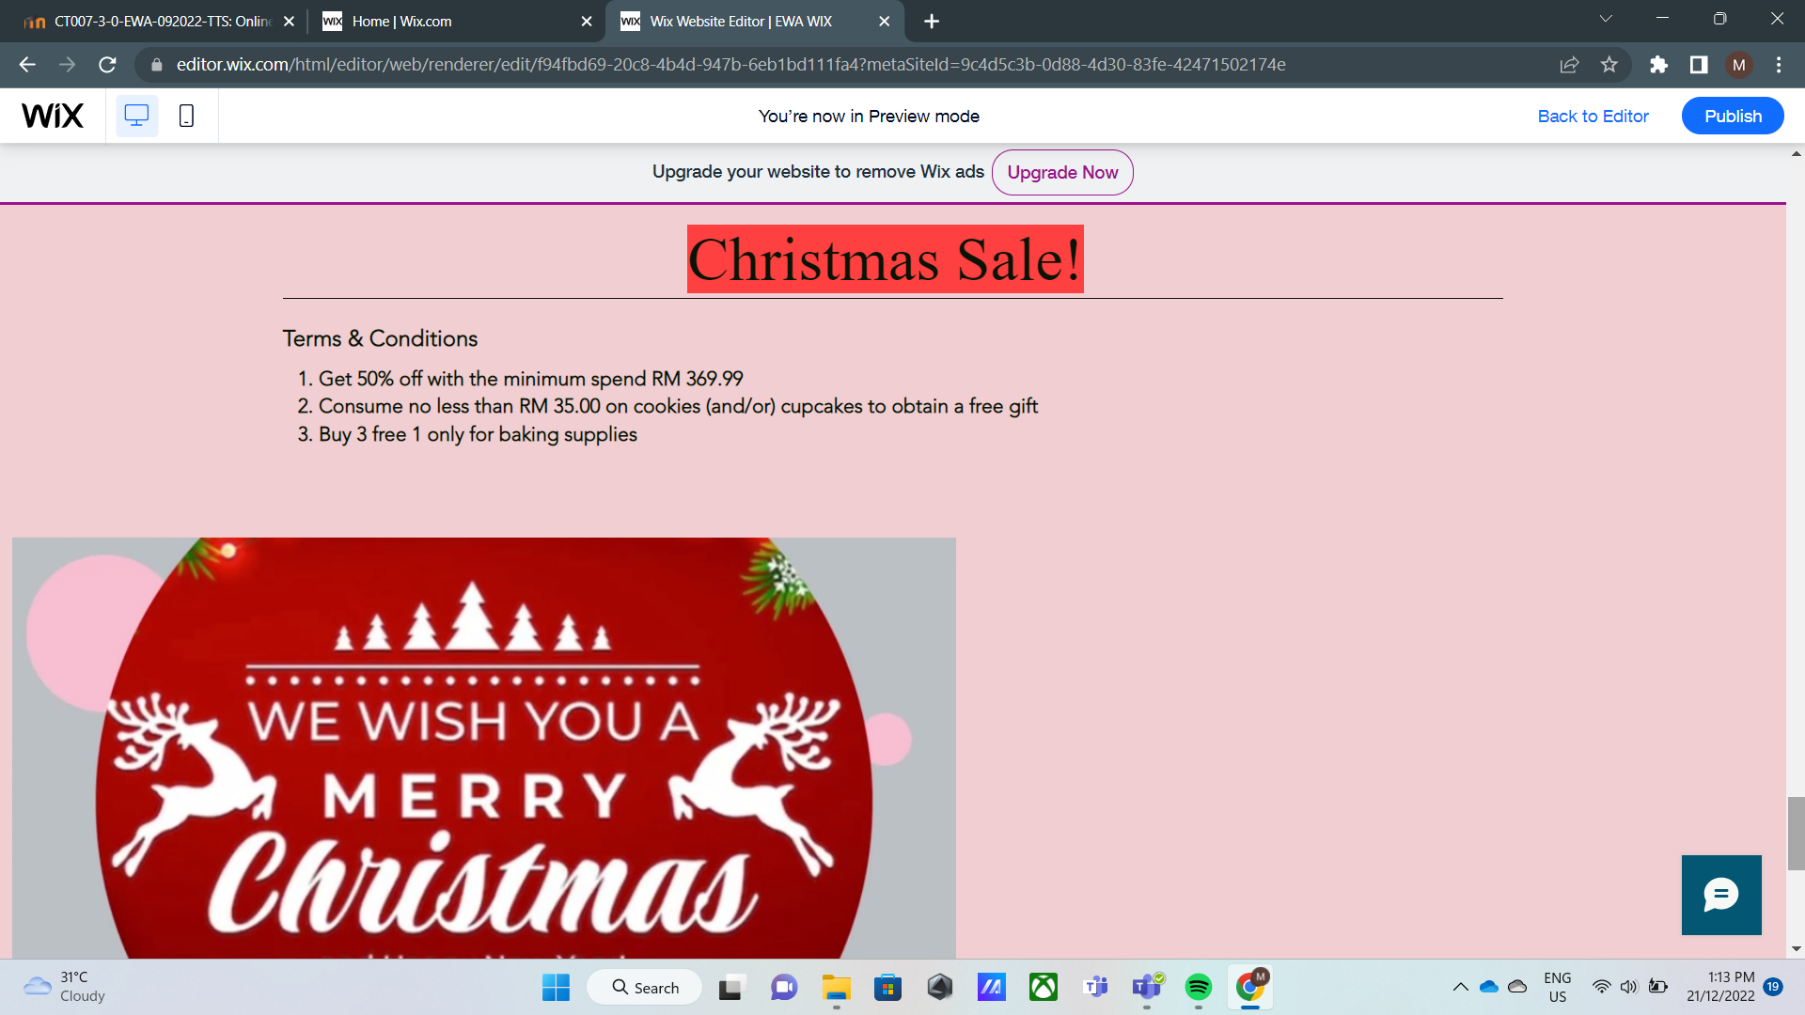 CT007-3-0-EWA-092022-TTS: Onlin
WIX Home | Wix.com
WIX Wix Website Editor | EWA WIX
editor.wix.com/html/editor/web/renderer/edit/f94fbd69-20c8-4b4d-947b-6eb1bd111fa4?metaSiteId=9c4d5c3b-0d88-4d30-83fe-42471502174e
M
WiX
You're now in Preview mode
Back to Editor
Publish
Upgrade your website to remove Wix ads
Upgrade Now
Christmas Sale!
Terms & Conditions
1. Get 50% off with the minimum spend RM 369.99
2. Consume no less than RM 35.00 on cookies (and/or) cupcakes to obtain a free gift
3. Buy 3 free 1 only for baking supplies
WE WISH YOU A
MERRY
Christmas
31°C
Cloudy
Search
M
ENG
US
1:13 PM
21/12/2022
19